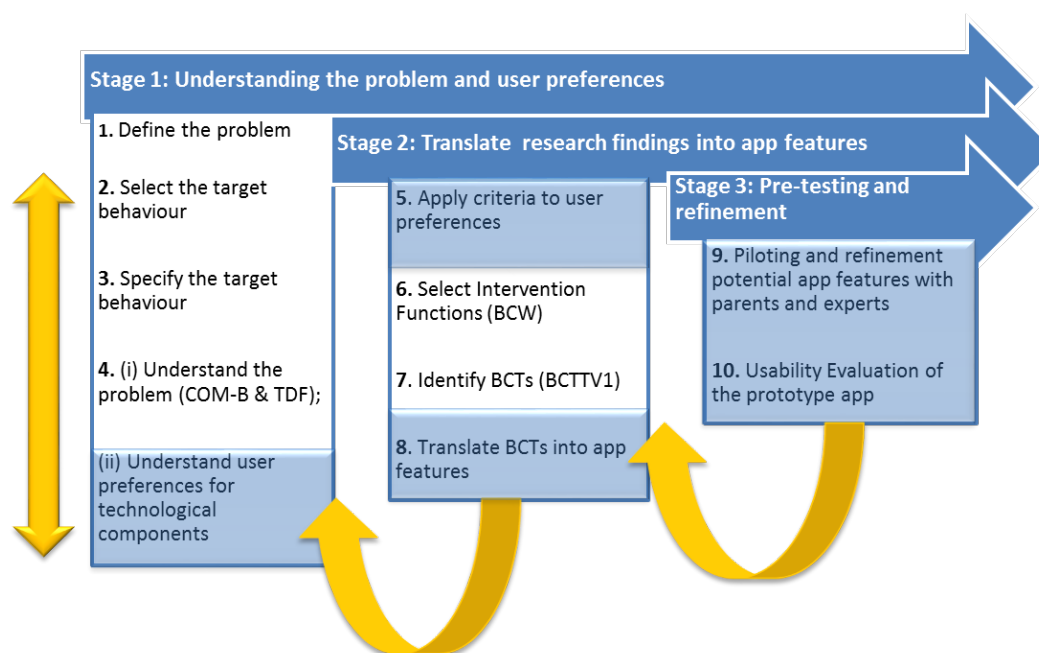 Stage 1: Understanding the problem and user preferences
1. Define the problem
2. Select the target
behaviour
3. Specify the target
behaviour
4. (i) Understand the
problem (COM-B & TDF);
(ii) Understand user
preferences for
technological
components
Stage 2: Translate research findings into app features
5. Apply criteria to user
preferences
6. Select Intervention
Functions (BCW)
7. Identify BCTs (BCTTV1)
8. Translate BCTs into app
features
Stage 3: Pre-testing and
refinement
9. Piloting and refinement
potential app features with
parents and experts
10. Usability Evaluation of
the prototype app